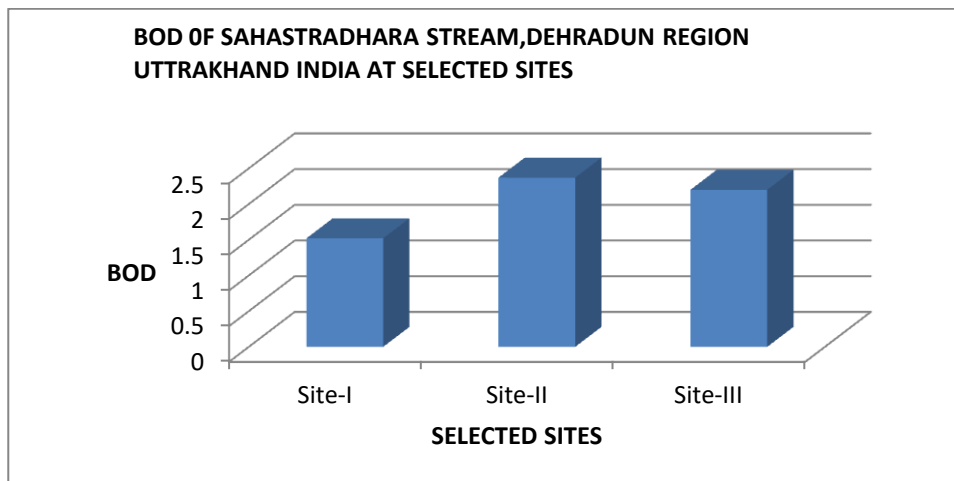 BOD 0F SAHASTRADHARA STREAM,DEHRADUN REGION
UTTRAKHAND INDIA AT SELECTED SITES
2.5
2
1.5
1
0.5
0
BOD
Site-I Site-II Site-III
SELECTED SITES